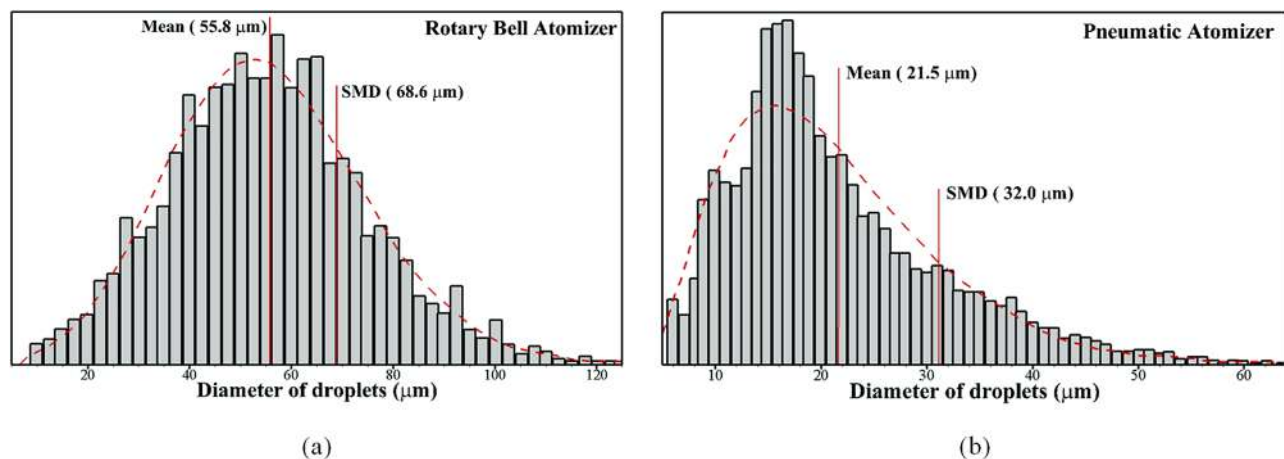 Mean ( 55.8 μm)
Rotary Bell Atomizer
SMD ( 68.6 μm)
20 40 60 80 100 120
Diameter of droplets (μm)
(a)
Pneumatic Atomizer
Mean ( 21.5 μm)
SMD ( 32.0 μm)
10 20 30 40 50 60
Diameter of droplets (μm)
(b)